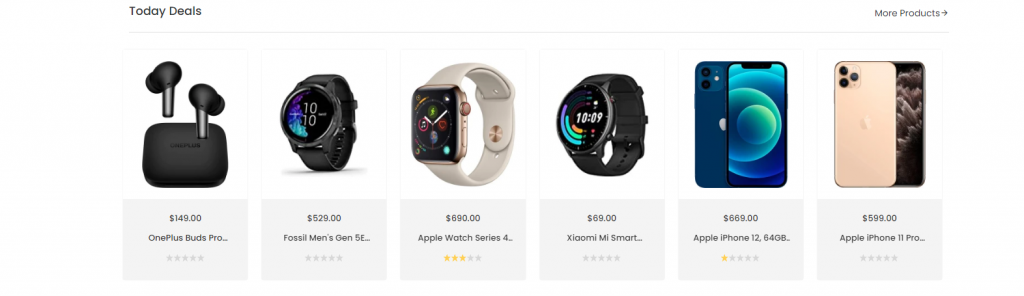 Today Deals
More Products→
ONEPLUS
10:09
$149.00
$529.00
$690.00
$69.00
$669.00
$599.00
OnePlus Buds Pro...
Fossil Men's Gen 5E...
Apple Watch Series 4..
Xiaomi Mi Smart...
Apple iPhone 12, 64GB..
Apple iPhone 11 Pro...